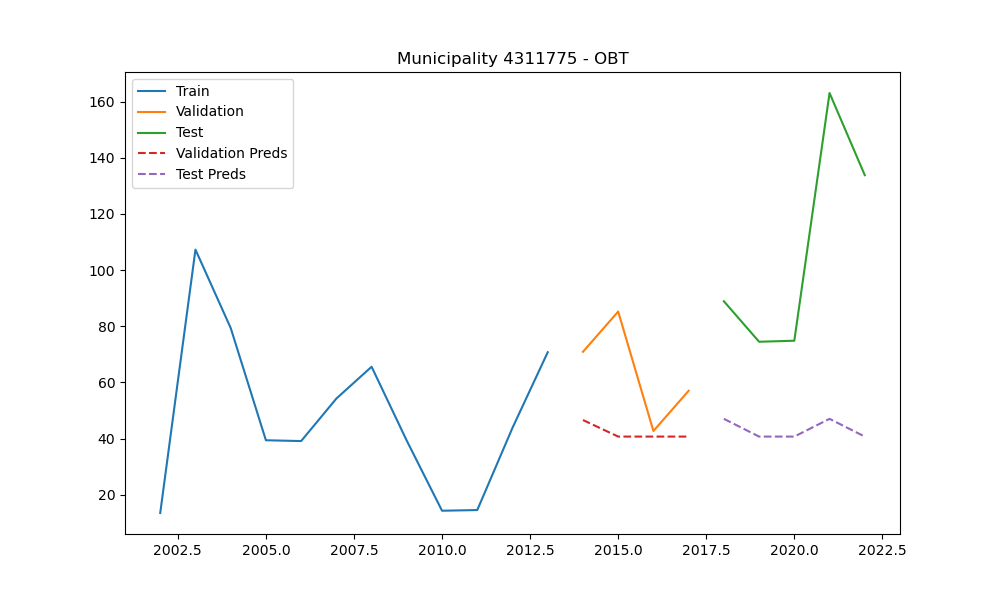 Municipality 4311775 - OBT
Train
Validation
Test
Validation Preds
Test Preds
160
140
120
100
80
60
40
20
2002.5 2005.0 2007.5 2010.0 2012.5 2015.0 2017.5 2020.0 2022.5